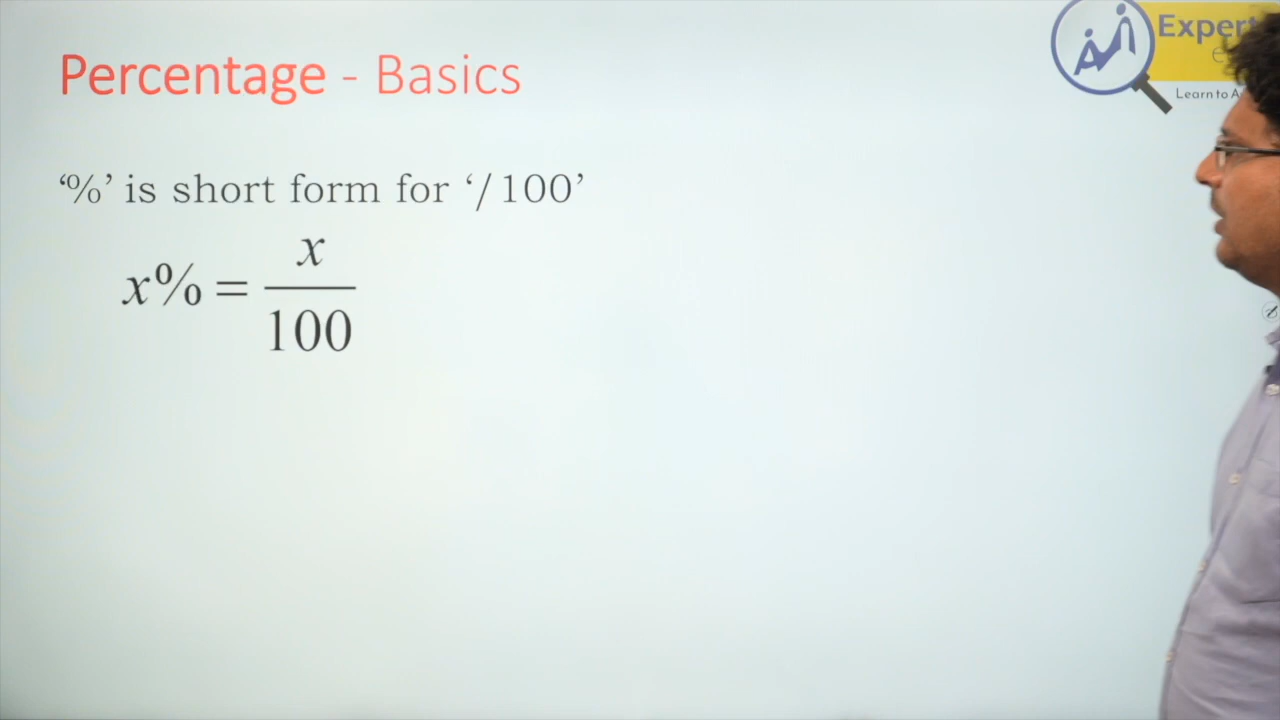 Percentage - Basics
‘%’ is short form for ‘/100’
x% = x/100
Expert
Learn to